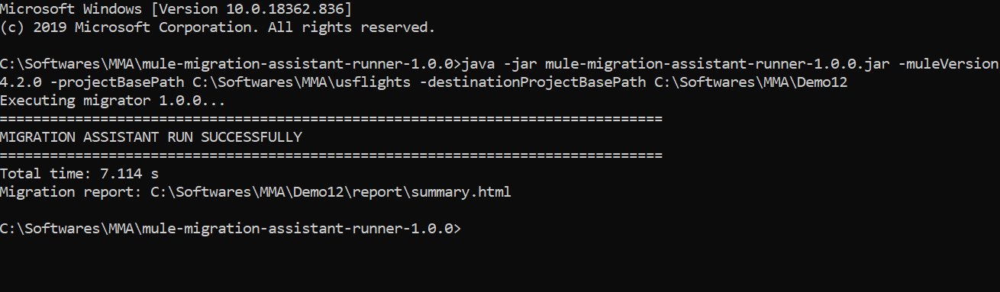 Microsoft Windows [Version 10.0.18362.836]
(c) 2019 Microsoft Corporation. All rights reserved.
C:\Softwares\MMA\mule-migration-assistant-runner-1.0.0>java -jar mule-migration-assistant-runner-1.0.0.jar -muleVersion
4.2.0 -projectBasePath C:\Softwares\MMA\usflights -destinationProjectBasePath C:\Softwares\MMA\Demo12
Executing migrator 1.0.0...
===============================================================================
MIGRATION ASSISTANT RUN SUCCESSFULLY
===============================================================================
Total time: 7.114 s
Migration report: C:\Softwares\MMA\Demo12\report\summary.html
C:\Softwares\MMA\mule-migration-assistant-runner-1.0.0>